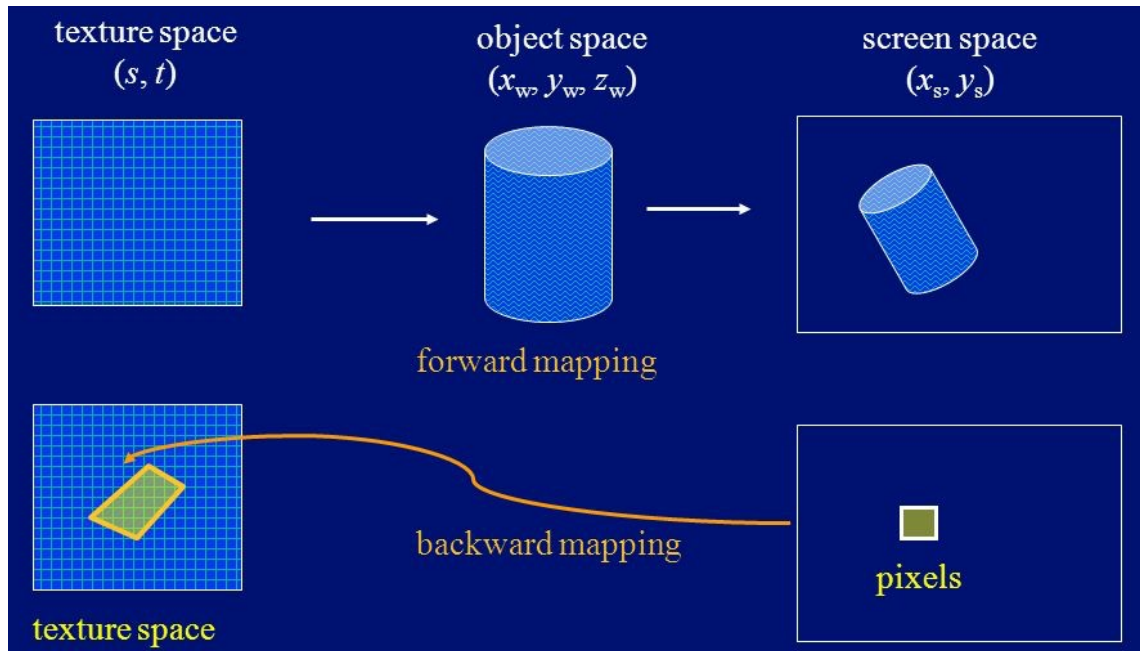 texture space
(s, t)
object space
(xw, yw, zw)
screen space
(xs, ys)
forward mapping
backward mapping
pixels
texture space